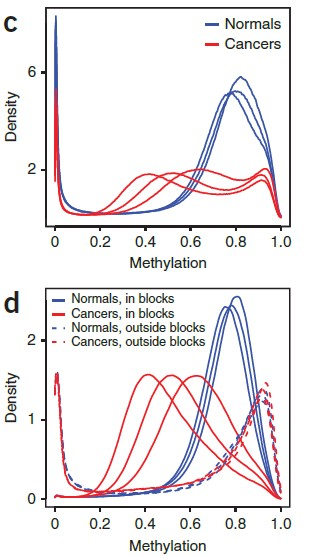 c
Normals
Cancers
6
2
Density
0 0.2 0.4 0.6 0.8 1.0
Methylation
d
Normals, in blocks
Cancers, in blocks
Normals, outside blocks
Cancers, outside blocks
2
1
0
Density
0 0.2 0.4 0.6 0.8 1.0
Methylation